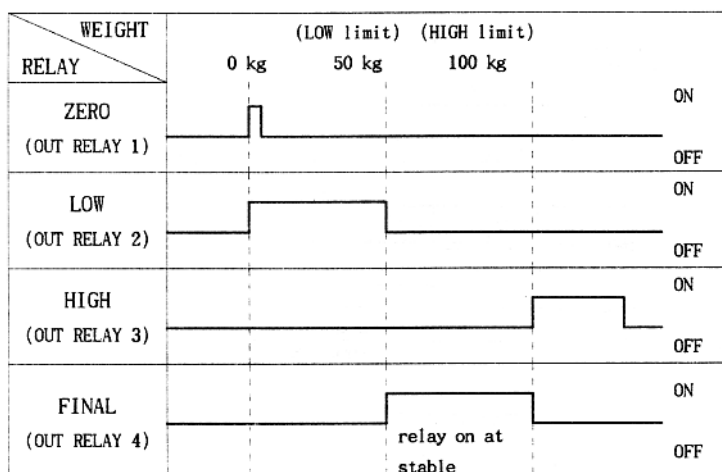 WEIGHT (LOW limit) (HIGH limit)
RELAY 0 kg 50 kg 100 kg
ZERO ON
(OUT RELAY 1) OFF
LOW ON
(OUT RELAY 2) OFF
HIGH ON
(OUT RELAY 3) OFF
FINAL ON
(OUT RELAY 4) relay on at OFF
stable